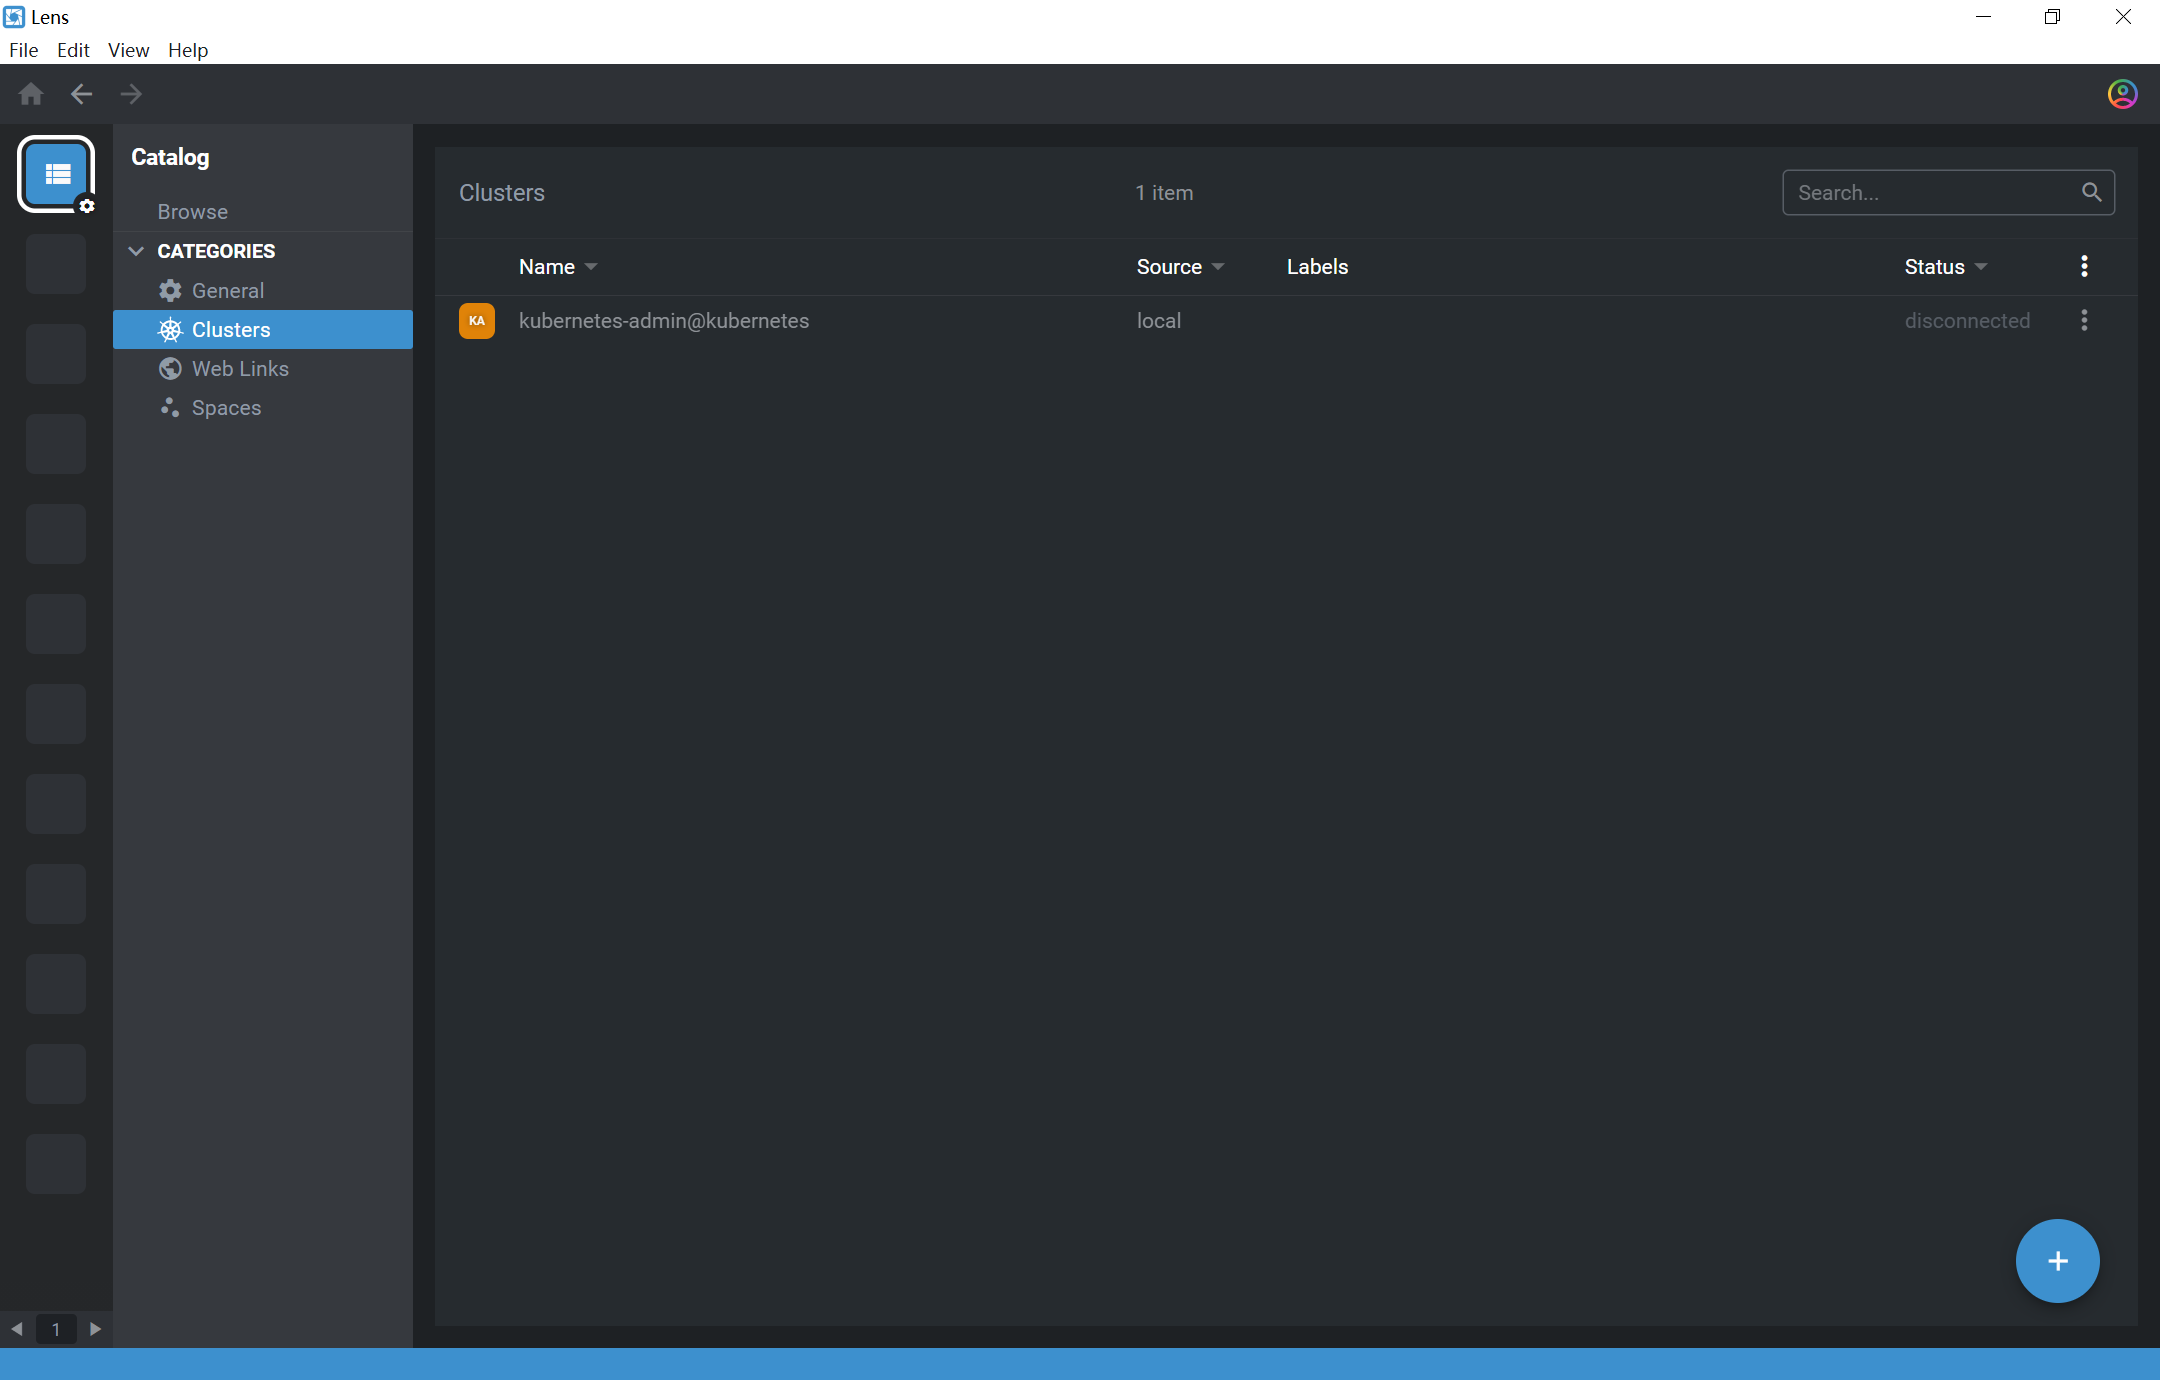 Lens
File Edit View Help
Catalog
Browse
CATEGORIES
General
Clusters
Web Links
Spaces
Clusters 1 item Search...
Name Source Labels Status
KA kubernetes-admin@kubernetes local disconnected
1